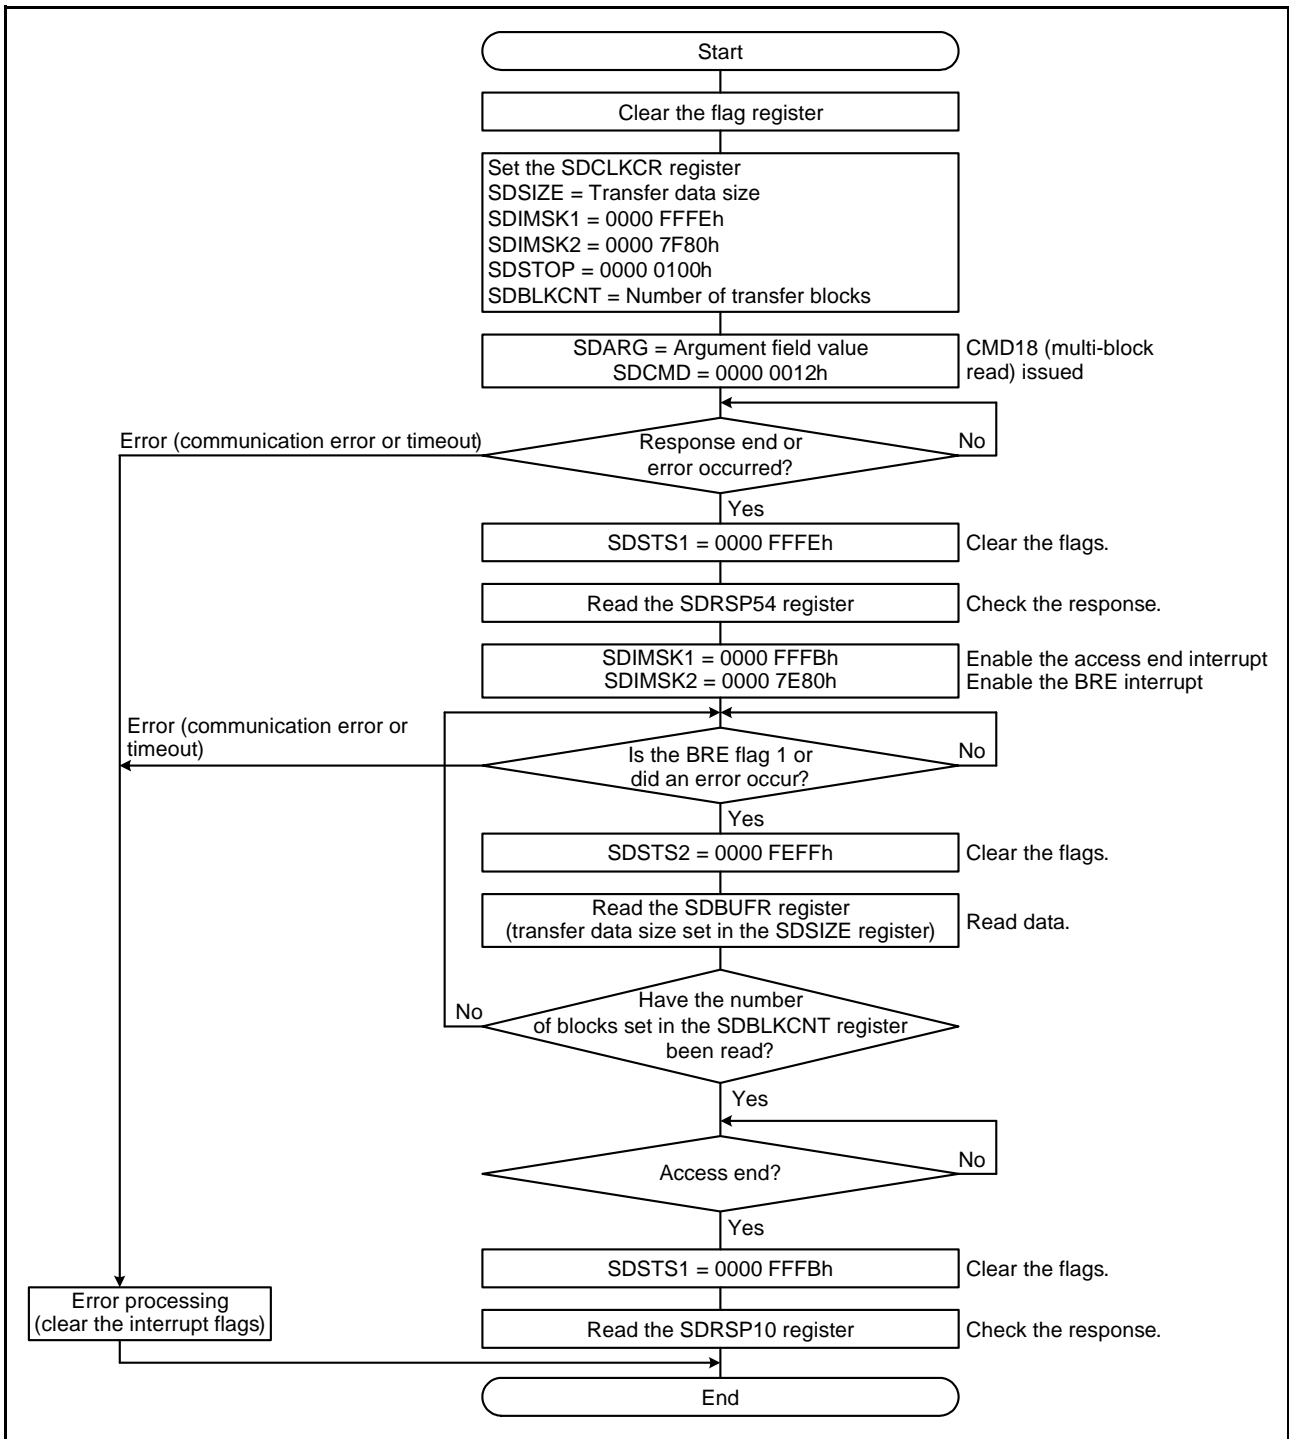 Start
Clear the flag register
Set the SDCLKCR register
SDSIZE = Transfer data size
SDIMSK1 = 0000 FFFEh
SDIMSK2 = 0000 7F80h
SDSTOP = 0000 0100h
SDBLKCNT = Number of transfer blocks
SDARG = Argument field value
SDCMD = 0000 0012h
CMD18 (multi-block
read) issued
Error (communication error or timeout)
Response end or
error occurred?
No
Yes
SDSTS1 = 0000 FFFEh
Clear the flags.
Read the SDRSP54 register
Check the response.
SDIMSK1 = 0000 FFFBh
SDIMSK2 = 0000 7E80h
Enable the access end interrupt
Enable the BRE interrupt
Error (communication error or
timeout)
Is the BRE flag 1 or
did an error occur?
No
Yes
SDSTS2 = 0000 FEFFh
Clear the flags.
Read the SDBUFR register
(transfer data size set in the SDSIZE register)
Read data.
Have the number
of blocks set in the SDBLKCNT register
been read?
No
Yes
Access end?
No
Yes
SDSTS1 = 0000 FFFBh
Clear the flags.
Error processing
(clear the interrupt flags)
Read the SDRSP10 register
Check the response.
End